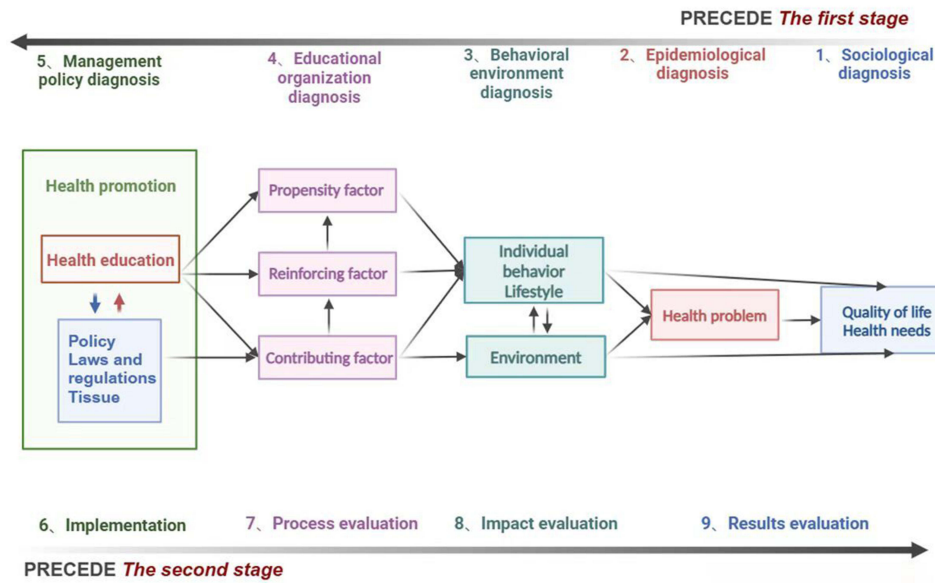 PRECEDE The first stage
5、Management
policy diagnosis
4、Educational
organization
diagnosis
3、Behavioral
environment
diagnosis
2、Epidemiological
diagnosis
1、Sociological
diagnosis
Health promotion
Health education
Policy
Laws and
regulations
Tissue
Propensity factor
Reinforcing factor
Contributing factor
Individual
behavior
Lifestyle
Environment
Health problem
Quality of life
Health needs
6、Implementation
7、Process evaluation
8、Impact evaluation
9、Results evaluation
PRECEDE The second stage